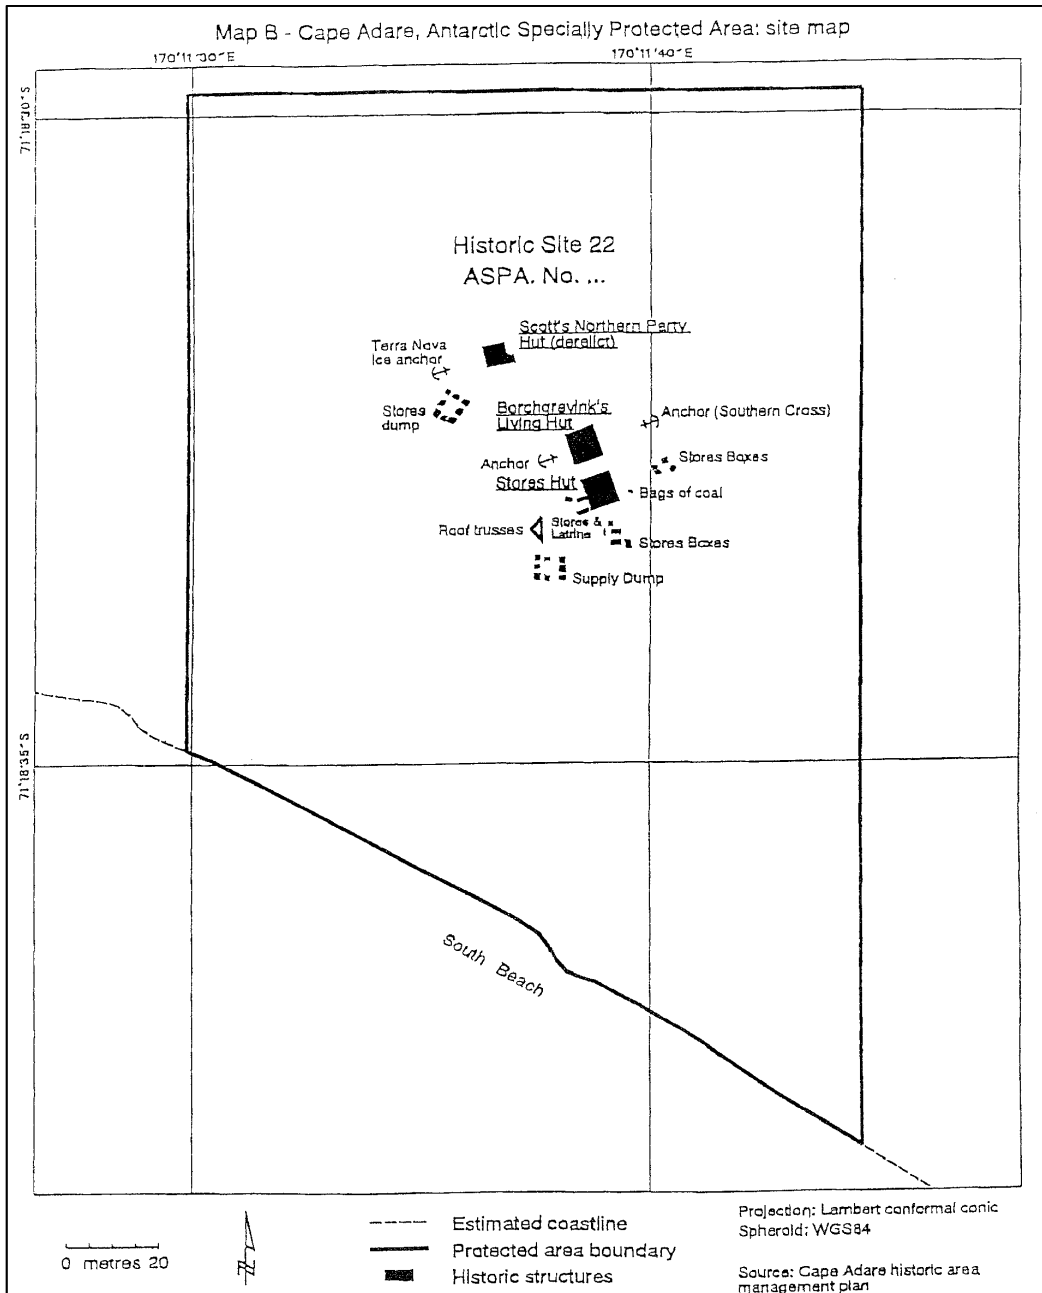 Map B - Cape Adare, Antarctic Specially Protected Area: site map
170°11'30"E
170°11'40"E
71°18'30"S
Historic Site 22
ASPA. No. ...
Scott's Northern Party
Hut (derelict)
Terra Nova
Ice anchor
Stores
dump
Borchgrevink's
Living Hut
Anchor (Southern Cross)
Anchor
Stores Boxes
Stores Hut
Bags of coal
Roof trusses
Stores &
Latrine
Stores Boxes
Supply Dump
71°18'35"S
South Beach
Estimated coastline
Protected area boundary
Historic structures
0 metres 20
N
Projection: Lambert conformal conic
Spheroid: WGS84
Source: Cape Adare historic area
management plan